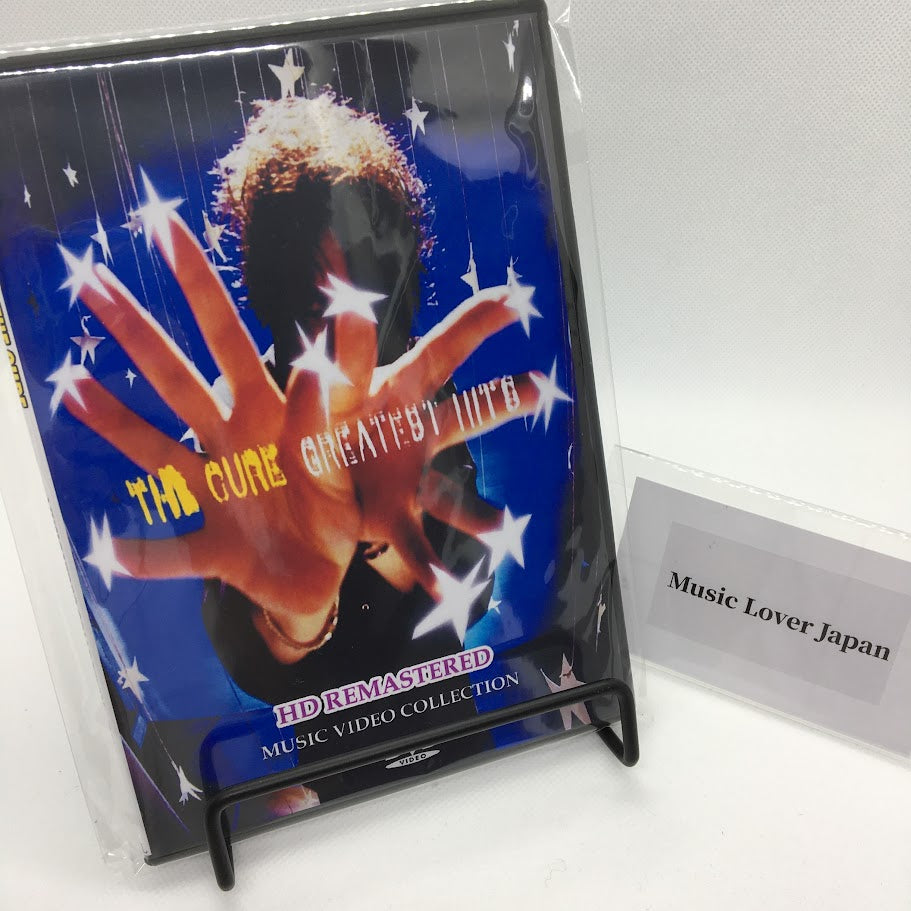 THE CURE GREATEST HITS
HD REMASTERED
MUSIC VIDEO COLLECTION
VIDEO
Music Lover Japan